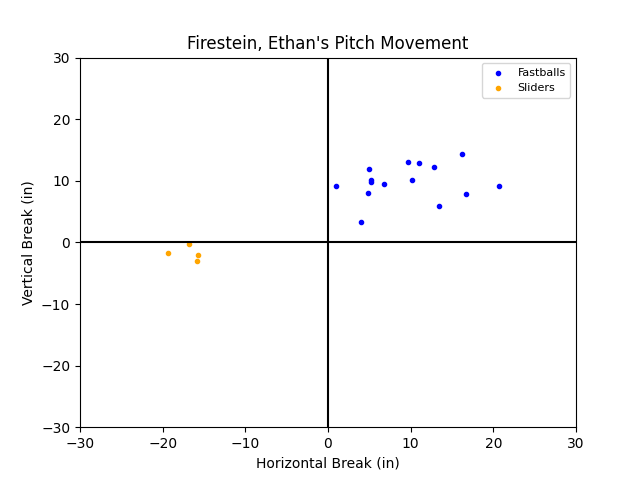 Firestein, Ethan's Pitch Movement
Fastballs
Sliders
30
20
10
0
−10
−20
−30
Vertical Break (in)
−30 −20 −10 0 10 20 30
Horizontal Break (in)